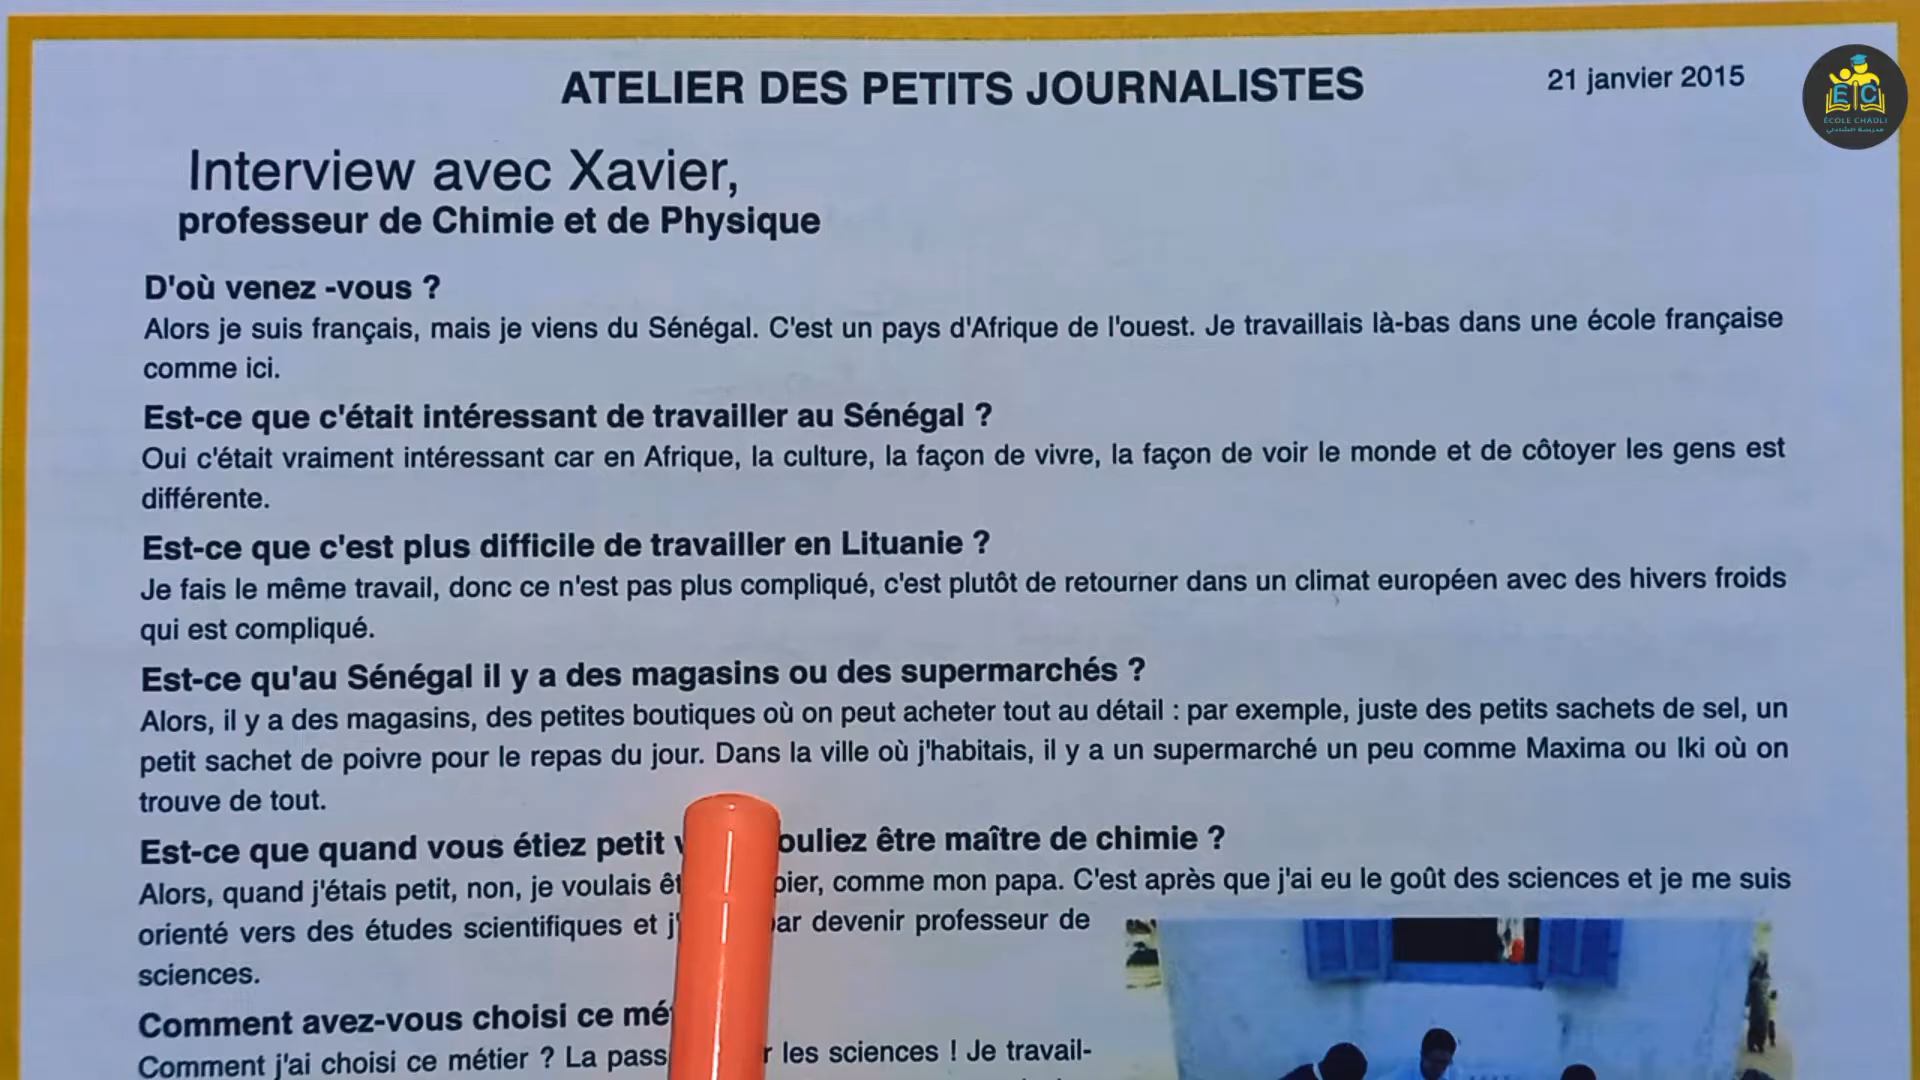 ATELIER DES PETITS JOURNALISTES
21 janvier 2015
E C
ÉCOLE CHADLI
مدرسة الشادلي
Interview avec Xavier,
professeur de Chimie et de Physique
D'où venez -vous ?
Alors je suis français, mais je viens du Sénégal. C'est un pays d'Afrique de l'ouest. Je travaillais là-bas dans une école française
comme ici.
Est-ce que c'était intéressant de travailler au Sénégal ?
Oui c'était vraiment intéressant car en Afrique, la culture, la façon de vivre, la façon de voir le monde et de côtoyer les gens est
différente.
Est-ce que c'est plus difficile de travailler en Lituanie ?
Je fais le même travail, donc ce n'est pas plus compliqué, c'est plutôt de retourner dans un climat européen avec des hivers froids
qui est compliqué.
Est-ce qu'au Sénégal il y a des magasins ou des supermarchés ?
Alors, il y a des magasins, des petites boutiques où on peut acheter tout au détail : par exemple, juste des petits sachets de sel, un
petit sachet de poivre pour le repas du jour. Dans la ville où j'habitais, il y a un supermarché un peu comme Maxima ou Iki où on
trouve de tout.
Est-ce que quand vous étiez petit ouliez être maître de chimie ?
Alors, quand j'étais petit, non, je voulais pier, comme mon papa. C'est après que j'ai eu le goût des sciences et je me suis
orienté vers des études scientifiques et ar devenir professeur de
sciences.
Comment avez-vous choisi ce mé
Comment j'ai choisi ce métier ? La pass r les sciences ! Je travail-